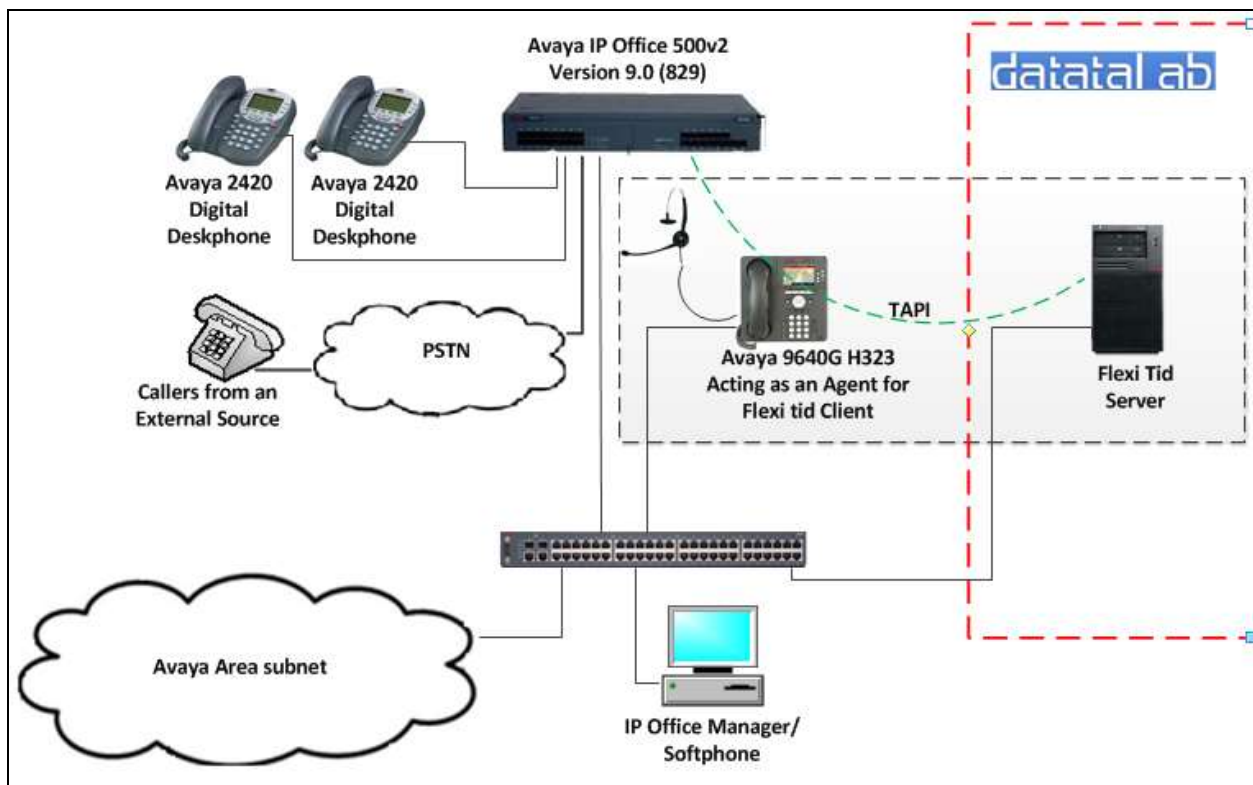 Avaya IP Office 500v2
Version 9.0 (829)
datatal ab
Avaya 2420
Digital
Deskphone
Avaya 2420
Digital
Deskphone
TAPI
PSTN
Avaya 9640G H323
Acting as an Agent for
Flexi tid Client
Flexi Tid
Server
Callers from an
External Source
Avaya Area subnet
IP Office Manager/
Softphone